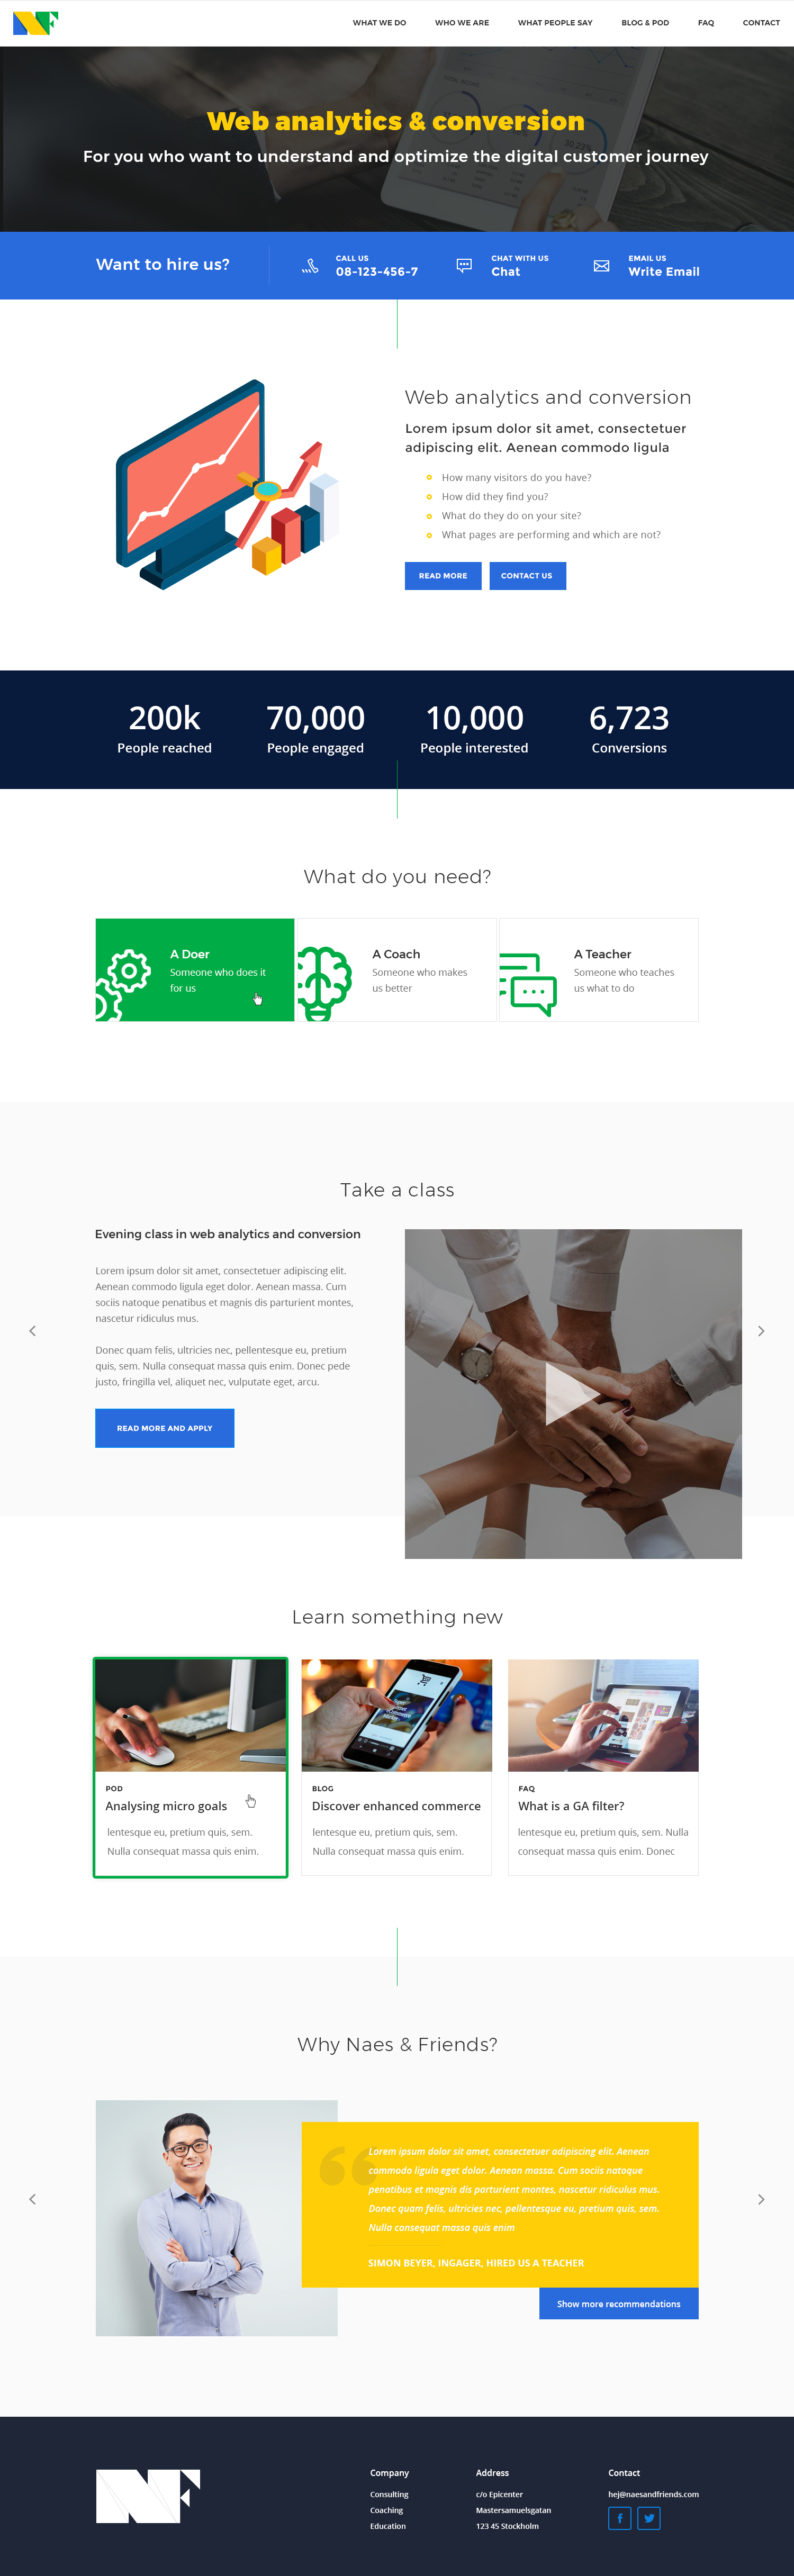 WHAT WE DO
WHO WE ARE
WHAT PEOPLE SAY
BLOG & POD
FAQ
CONTACT
Web analytics & conversion
For you who want to understand and optimize the digital customer journey
Want to hire us?
CALL US
08-123-456-7
CHAT WITH US
Chat
EMAIL US
Write Email
Web analytics and conversion
Lorem ipsum dolor sit amet, consectetuer
adipiscing elit. Aenean commodo ligula
How many visitors do you have?
How did they find you?
What do they do on your site?
What pages are performing and which are not?
READ MORE
CONTACT US
200k
People reached
70,000
People engaged
10,000
People interested
6,723
Conversions
What do you need?
A Doer
Someone who does it
for us
A Coach
Someone who makes
us better
A Teacher
Someone who teaches
us what to do
Take a class
Evening class in web analytics and conversion
Lorem ipsum dolor sit amet, consectetuer adipiscing elit.
Aenean commodo ligula eget dolor. Aenean massa. Cum
sociis natoque penatibus et magnis dis parturient montes,
nascetur ridiculus mus.
Donec quam felis, ultricies nec, pellentesque eu, pretium
quis, sem. Nulla consequat massa quis enim. Donec pede
justo, fringilla vel, aliquet nec, vulputate eget, arcu.
READ MORE AND APPLY
Learn something new
POD
Analysing micro goals
lentesque eu, pretium quis, sem.
Nulla consequat massa quis enim.
BLOG
Discover enhanced commerce
lentesque eu, pretium quis, sem.
Nulla consequat massa quis enim.
FAQ
What is a GA filter?
lentesque eu, pretium quis, sem. Nulla
consequat massa quis enim. Donec
Why Naes & Friends?
Lorem ipsum dolor sit amet, consectetuer adipiscing elit. Aenean
commodo ligula eget dolor. Aenean massa. Cum sociis natoque
penatibus et magnis dis parturient montes, nascetur ridiculus mus.
Donec quam felis, ultricies nec, pellentesque eu, pretium quis, sem.
Nulla consequat massa quis enim
SIMON BEYER, INGAGER, HIRED US A TEACHER
Show more recommendations
NF
Company
Consulting
Coaching
Education
Address
c/o Epicenter
Mastersamuelsgatan
123 45 Stockholm
Contact
hej@naesandfriends.com